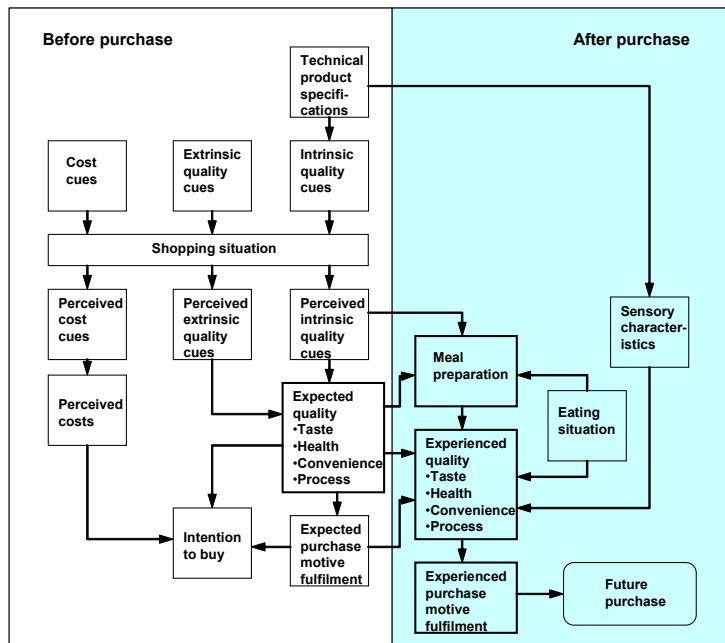 Before purchase
After purchase
Technical
product
specifi-
cations
Cost
cues
Extrinsic
quality
cues
Intrinsic
quality
cues
Shopping situation
Perceived
cost
cues
Perceived
extrinsic
quality
cues
Perceived
intrinsic
quality
cues
Sensory
character-
istics
Meal
preparation
Perceived
costs
Expected
quality
•Taste
•Health
•Convenience
•Process
Eating
situation
Experienced
quality
•Taste
•Health
•Convenience
•Process
Intention
to buy
Expected
purchase
motive
fulfilment
Experienced
purchase
motive
fulfilment
Future
purchase